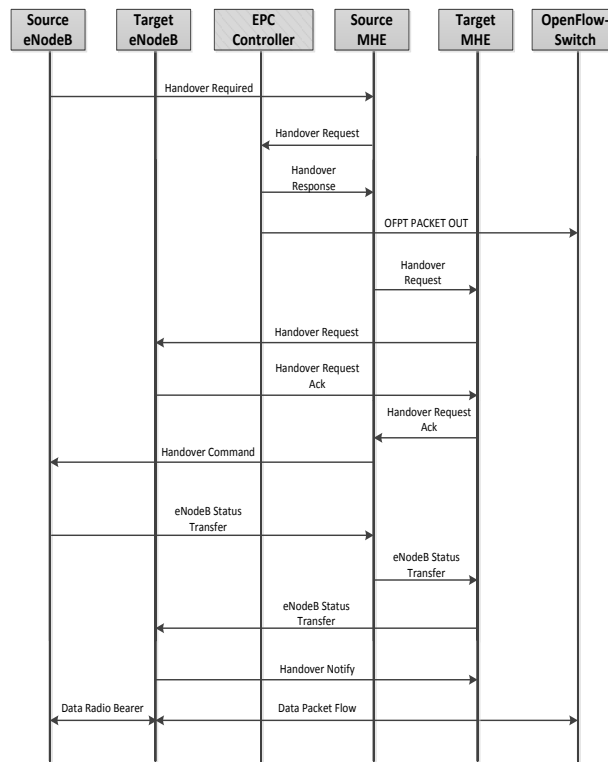 Source
eNodeB
Target
eNodeB
EPC
Controller
Source
MHE
Target
MHE
OpenFlow-
Switch
Handover Required
Handover Request
Handover
Response
OFPT PACKET OUT
Handover
Request
Handover Request
Handover Request
Ack
Handover Request
Ack
Handover Command
eNodeB Status
Transfer
eNodeB Status
Transfer
eNodeB Status
Transfer
Handover Notify
Data Radio Bearer
Data Packet Flow